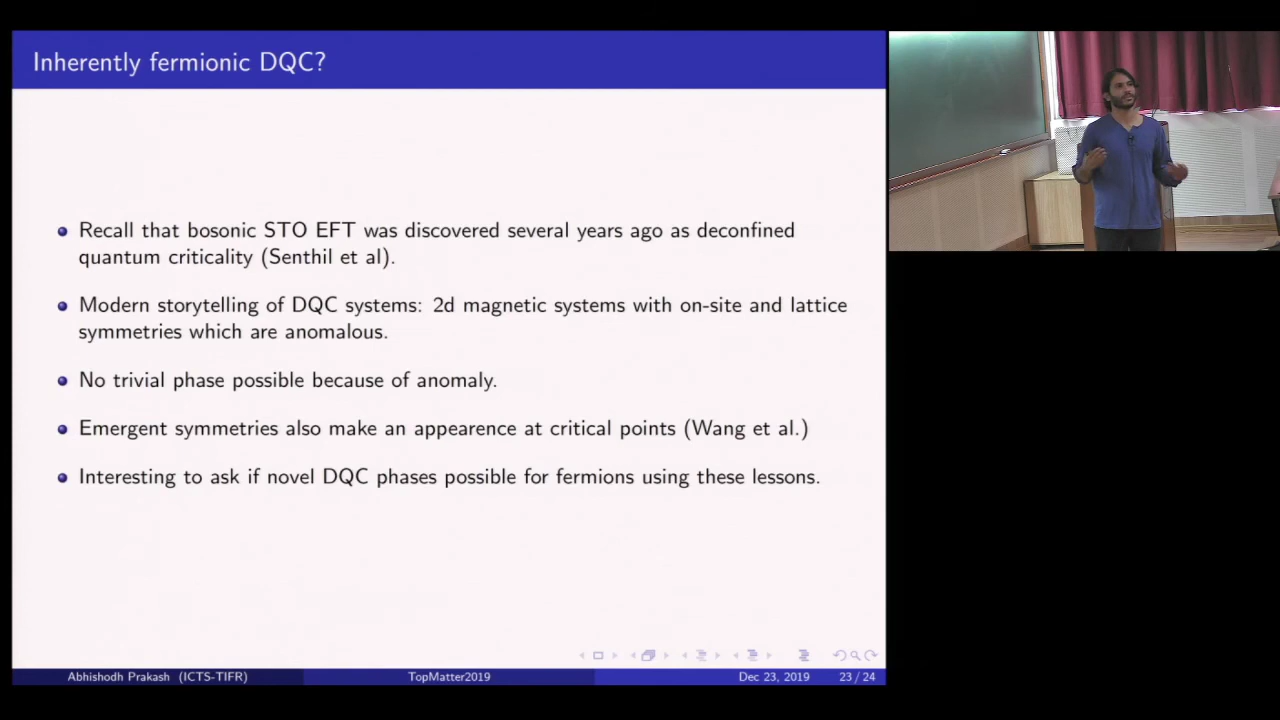 Inherently fermionic DQC?
Recall that bosonic STO EFT was discovered several years ago as deconfined
quantum criticality (Senthil et al).
Modern storytelling of DQC systems: 2d magnetic systems with on-site and lattice
symmetries which are anomalous.
No trivial phase possible because of anomaly.
Emergent symmetries also make an appearence at critical points (Wang et al.)
Interesting to ask if novel DQC phases possible for fermions using these lessons.
Abhishodh Prakash (ICTS-TIFR)
TopMatter2019
Dec 23, 2019
23 / 24